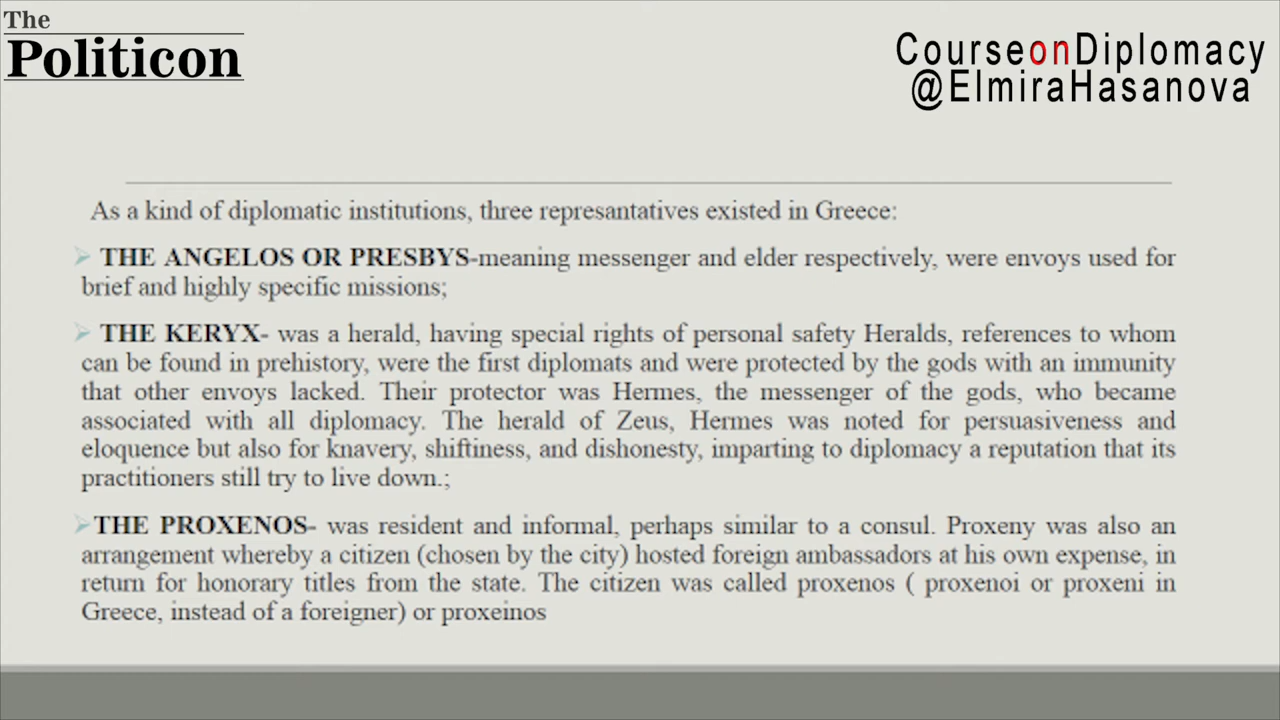 The
Politicon
CourseonDiplomacy
@ElmiraHasanova
As a kind of diplomatic institutions, three represantatives existed in Greece:
THE ANGELOS OR PRESBYS-meaning messenger and elder respectively, were envoys used for
brief and highly specific missions;
THE KERYX- was a herald, having special rights of personal safety Heralds, references to whom
can be found in prehistory, were the first diplomats and were protected by the gods with an immunity
that other envoys lacked. Their protector was Hermes, the messenger of the gods, who became
associated with all diplomacy. The herald of Zeus, Hermes was noted for persuasiveness and
eloquence but also for knavery, shiftiness, and dishonesty, imparting to diplomacy a reputation that its
practitioners still try to live down.;
THE PROXENOS- was resident and informal, perhaps similar to a consul. Proxeny was also an
arrangement whereby a citizen (chosen by the city) hosted foreign ambassadors at his own expense, in
return for honorary titles from the state. The citizen was called proxenos ( proxenoi or proxeni in
Greece, instead of a foreigner) or proxeinos